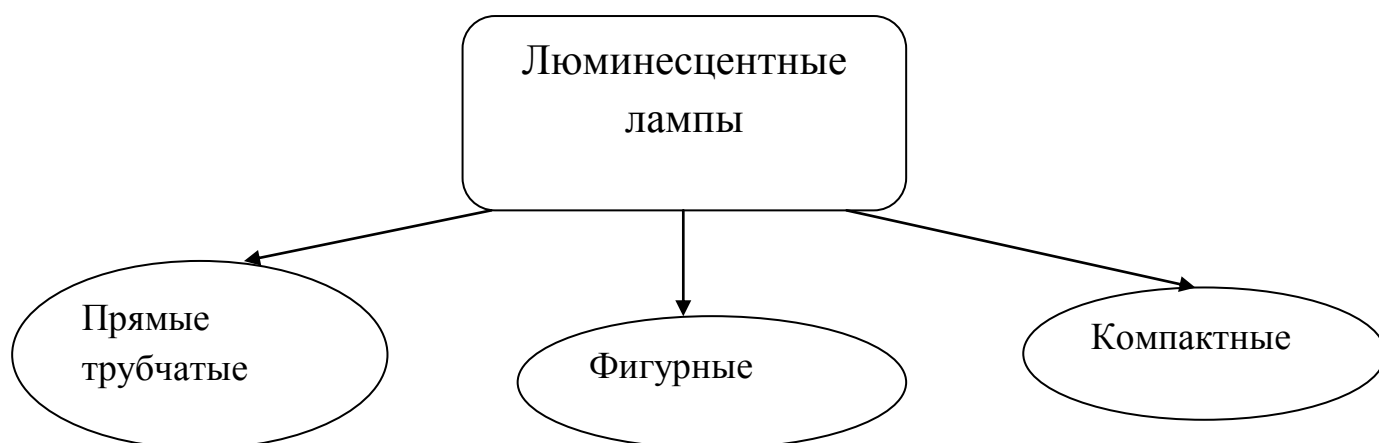 Люминесцентные
лампы
Прямые
трубчатые
Фигурные
Компактные